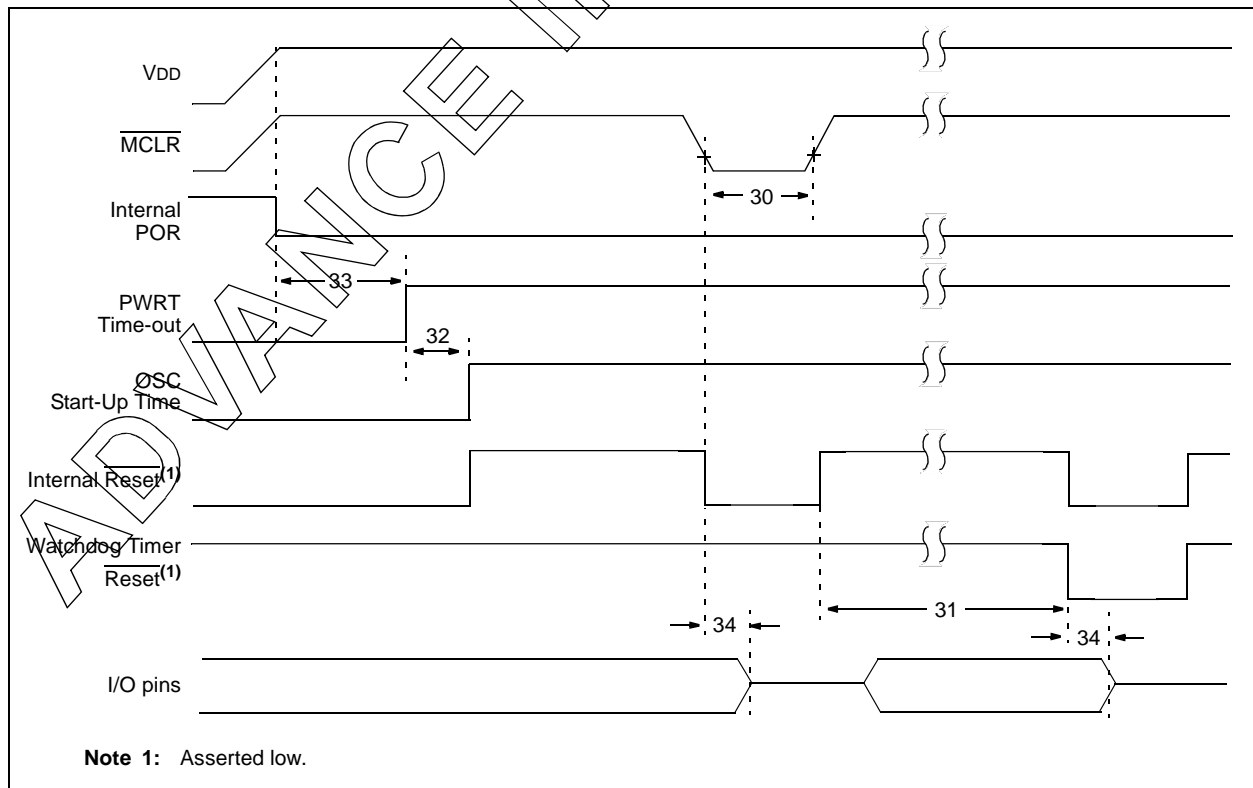 VDD
MCLR
30
Internal
POR
33
PWRT
Time-out
32
OSC
Start-Up Time
Internal Reset(1)
Watchdog Timer
Reset(1)
31
34
34
I/O pins
Note 1: Asserted low.
ADVANCE I